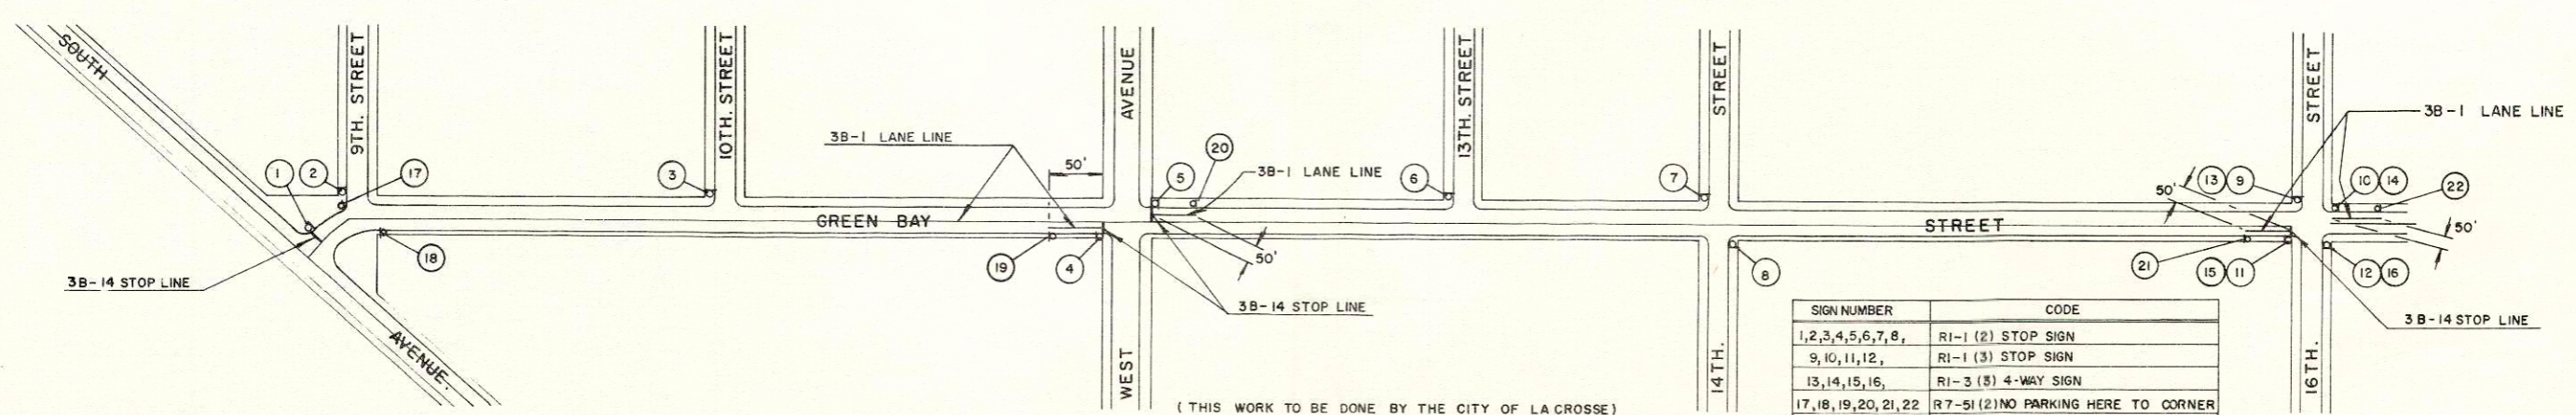 SOUTH
AVENUE.
9TH. STREET
10TH. STREET
AVENUE
WEST
13TH. STREET
STREET
14TH.
STREET
16TH.
GREEN BAY
STREET
1
2
17
3
3B-1 LANE LINE
50'
5
20
3B-1 LANE LINE
6
7
50'
13
9
10
14
22
3B-1 LANE LINE
18
19
4
50'
8
21
15
11
12
16
50'
3B-14 STOP LINE
3B-14 STOP LINE
3B-14 STOP LINE
SIGN NUMBER CODE
1,2,3,4,5,6,7,8, R1-1 (2) STOP SIGN
9,10,11,12, R1-1 (3) STOP SIGN
13,14,15,16, R1-3 (3) 4-WAY SIGN
17,18,19,20,21,22 R7-51 (2) NO PARKING HERE TO CORNER
(THIS WORK TO BE DONE BY THE CITY OF LA CROSSE)